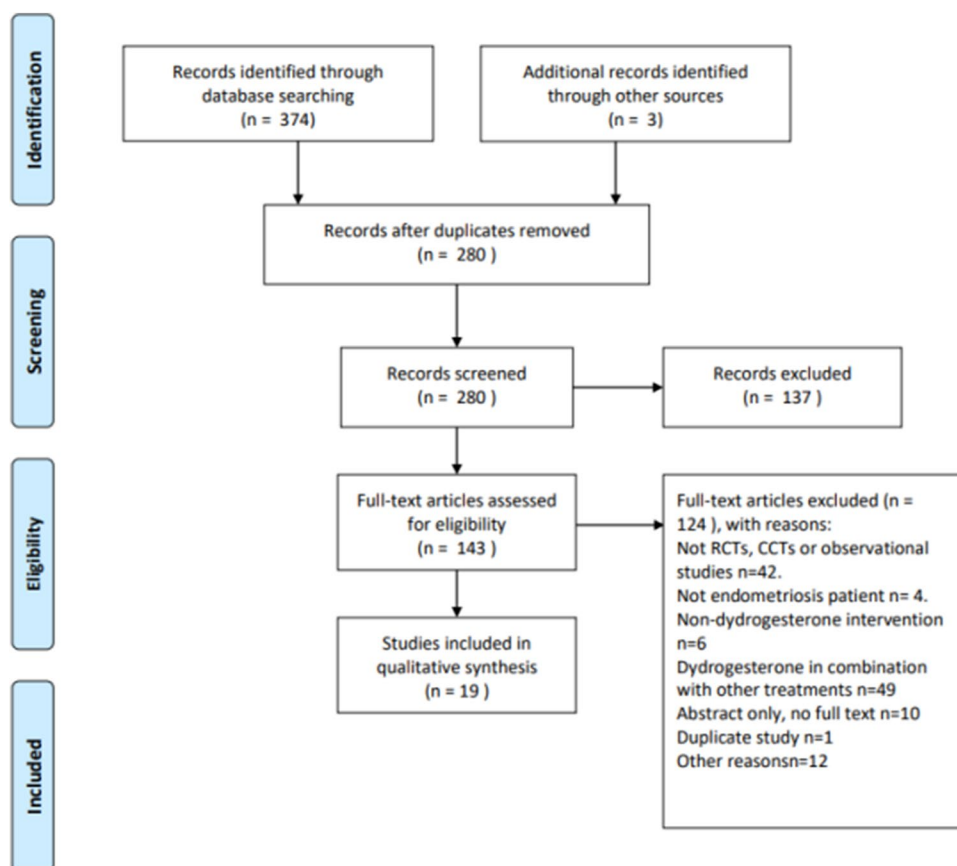 Identification
Records identified through
database searching
(n = 374)
Additional records identified
through other sources
(n = 3)
Records after duplicates removed
(n = 280 )
Screening
Records screened
(n = 280 )
Records excluded
(n = 137 )
Eligibility
Full-text articles assessed
for eligibility
(n = 143 )
Full-text articles excluded (n =
124 ), with reasons:
Not RCTs, CCTs or observational
studies n=42.
Not endometriosis patient n= 4.
Non-dydrogesterone intervention
n=6
Dydrogesterone in combination
with other treatments n=49
Abstract only, no full text n=10
Duplicate study n=1
Other reasonsn=12
Studies included in
qualitative synthesis
(n = 19 )
Included